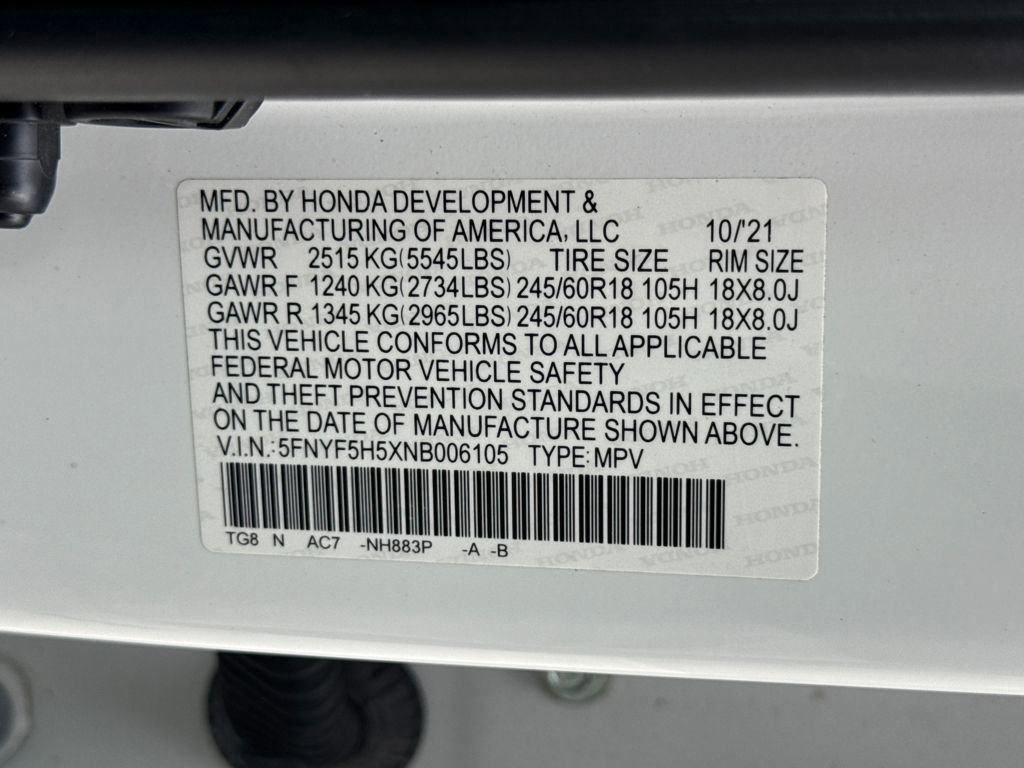 MFD. BY HONDA DEVELOPMENT &
MANUFACTURING OF AMERICA, LLC 10/'21
GVWR 2515 KG(5545LBS) TIRE SIZE RIM SIZE
GAWR F 1240 KG(2734LBS) 245/60R18 105H 18X8.0J
GAWR R 1345 KG(2965LBS) 245/60R18 105H 18X8.0J
THIS VEHICLE CONFORMS TO ALL APPLICABLE
FEDERAL MOTOR VEHICLE SAFETY
AND THEFT PREVENTION STANDARDS IN EFFECT
ON THE DATE OF MANUFACTURE SHOWN ABOVE.
V.I.N.:5FNYF5H5XNB006105 TYPE:MPV
TG8 N AC7 -NH883P -A -B